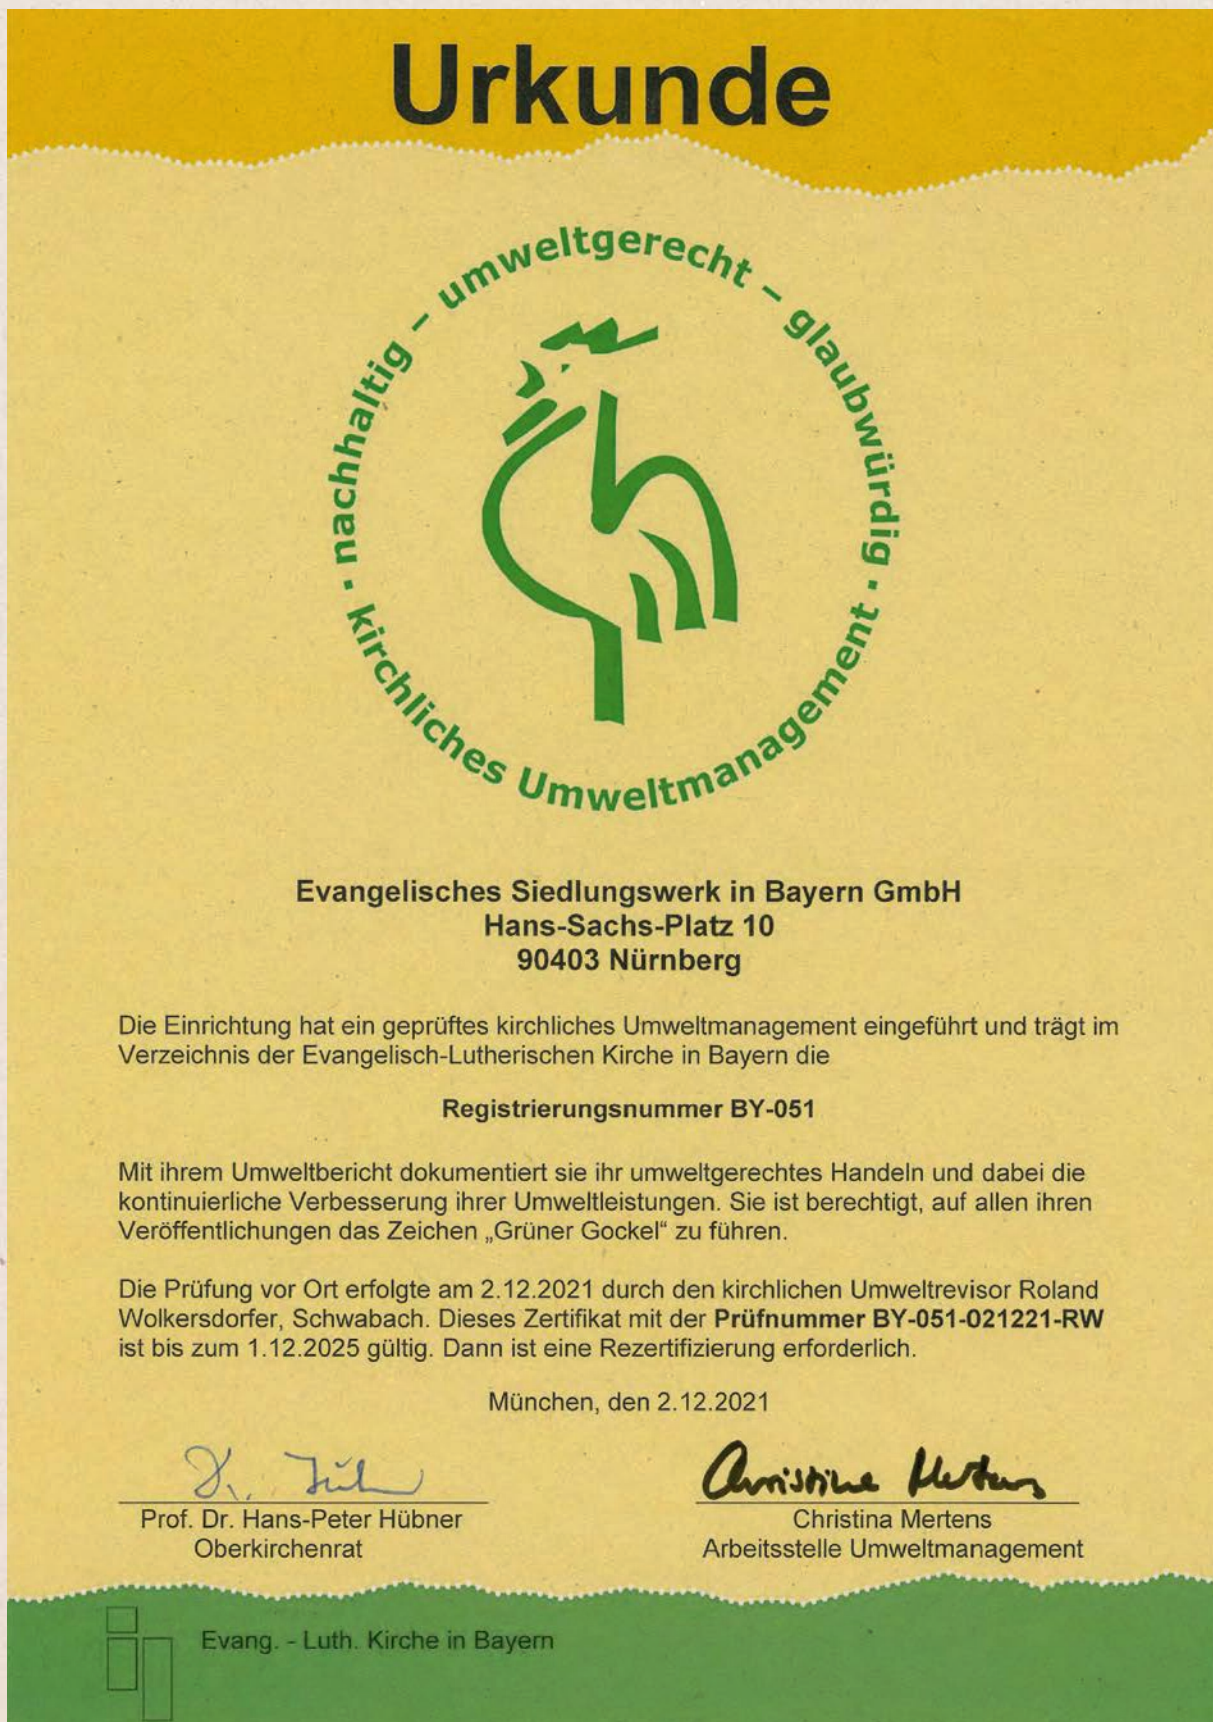 Urkunde
· nachhaltig – umweltgerecht – glaubwürdig ·
kirchliches Umweltmanagement
Evangelisches Siedlungswerk in Bayern GmbH
Hans-Sachs-Platz 10
90403 Nürnberg
Die Einrichtung hat ein geprüftes kirchliches Umweltmanagement eingeführt und trägt im
Verzeichnis der Evangelisch-Lutherischen Kirche in Bayern die
Registrierungsnummer BY-051
Mit ihrem Umweltbericht dokumentiert sie ihr umweltgerechtes Handeln und dabei die
kontinuierliche Verbesserung ihrer Umweltleistungen. Sie ist berechtigt, auf allen ihren
Veröffentlichungen das Zeichen „Grüner Gockel“ zu führen.
Die Prüfung vor Ort erfolgte am 2.12.2021 durch den kirchlichen Umweltrevisor Roland
Wolkersdorfer, Schwabach. Dieses Zertifikat mit der Prüfnummer BY-051-021221-RW
ist bis zum 1.12.2025 gültig. Dann ist eine Rezertifizierung erforderlich.
München, den 2.12.2021
Prof. Dr. Hans-Peter Hübner
Oberkirchenrat
Christina Mertens
Arbeitsstelle Umweltmanagement
Evang. - Luth. Kirche in Bayern